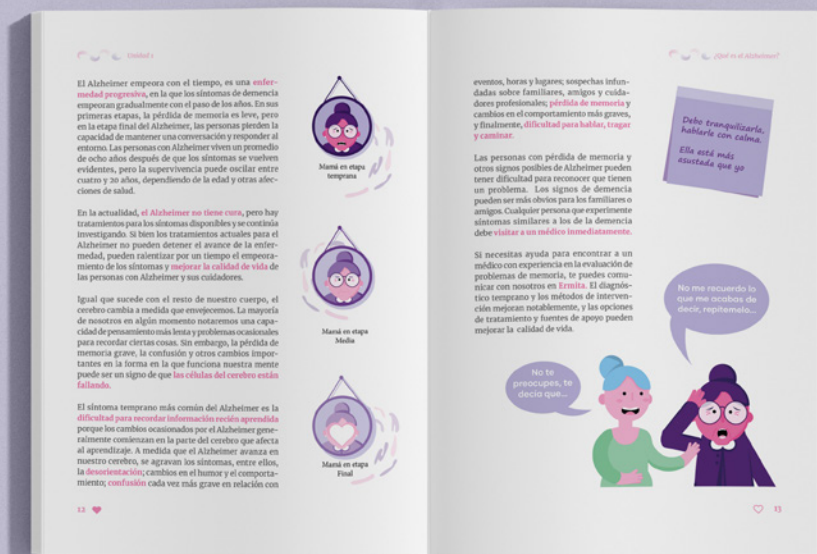 Unidad 1
El Alzheimer empeora con el tiempo, es una enfer-
medad progresiva, en la que los síntomas de demencia
empeoran gradualmente con el paso de los años. En sus
primeras etapas, la pérdida de memoria es leve, pero
en la etapa final del Alzheimer, las personas pierden la
capacidad de mantener una conversación y responder al
entorno. Las personas con Alzheimer viven un promedio
de ocho años después de que los síntomas se vuelven
evidentes, pero la supervivencia puede oscilar entre
cuatro y 20 años, dependiendo de la edad y otras afec-
ciones de salud.
En la actualidad, el Alzheimer no tiene cura, pero hay
tratamientos para los síntomas disponibles y se continúa
investigando. Si bien los tratamientos actuales para el
Alzheimer no pueden detener el avance de la enfer-
medad, pueden ralentizar por un tiempo el empeora-
miento de los síntomas y mejorar la calidad de vida de
las personas con Alzheimer y sus cuidadores.
Igual que sucede con el resto de nuestro cuerpo, el
cerebro cambia a medida que envejecemos. La mayoría
de nosotros en algún momento notaremos una capa-
cidad de pensamiento más lenta y problemas ocasionales
para recordar ciertas cosas. Sin embargo, la pérdida de
memoria grave, la confusión y otros cambios impor-
tantes en la forma en la que funciona nuestra mente
puede ser un signo de que las células del cerebro están
fallando.
El síntoma temprano más común del Alzheimer es la
dificultad para recordar información recién aprendida
porque los cambios ocasionados por el Alzheimer gene-
ralmente comienzan en la parte del cerebro que afecta
al aprendizaje. A medida que el Alzheimer avanza en
nuestro cerebro, se agravan los síntomas, entre ellos,
la desorientación; cambios en el humor y el comporta-
miento; confusión cada vez más grave en relación con
Mamá en etapa
temprana
Mamá en etapa
Media
Mamá en etapa
Final
12
¿Qué es el Alzheimer?
eventos, horas y lugares; sospechas infun-
dadas sobre familiares, amigos y cuida-
dores profesionales; pérdida de memoria y
cambios en el comportamiento más graves,
y finalmente, dificultad para hablar, tragar
y caminar.
Las personas con pérdida de memoria y
otros signos posibles de Alzheimer pueden
tener dificultad para reconocer que tienen
un problema. Los signos de demencia
pueden ser más obvios para los familiares o
amigos. Cualquier persona que experimente
síntomas similares a los de la demencia
debe visitar a un médico inmediatamente.
Si necesitas ayuda para encontrar a un
médico con experiencia en la evaluación de
problemas de memoria, te puedes comu-
nicar con nosotros en Ermita. El diagnós-
tico temprano y los métodos de interven-
ción mejoran notablemente, y las opciones
de tratamiento y fuentes de apoyo pueden
mejorar la calidad de vida.
Debo tranquilizarla,
hablarle con calma.
Ella está más
asustada que yo
No me recuerdo lo
que me acabas de
decir, repítemelo...
No te
preocupes, te
decía que...
13